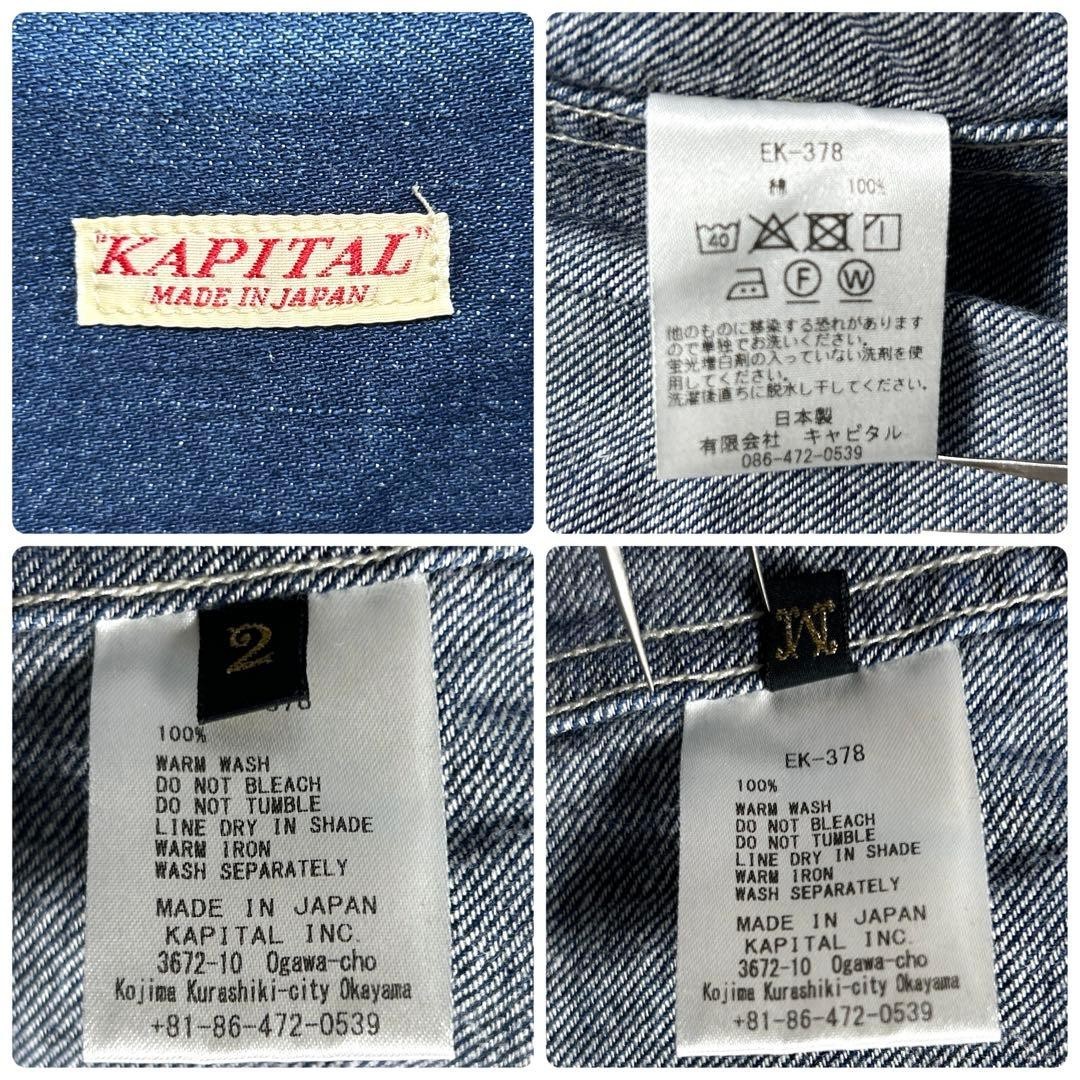 "KAPITAL"
MADE IN JAPAN
EK-378
綿 100%
40
F W
他のものに移染する恐れがあります
ので単独でお洗いください。
蛍光増白剤の入っていない洗剤を使
用してください。
洗濯後直ちに脱水し干してください。
日本製
有限会社 キャピタル
086-472-0539
2
378
100%
WARM WASH
DO NOT BLEACH
DO NOT TUMBLE
LINE DRY IN SHADE
WARM IRON
WASH SEPARATELY
MADE IN JAPAN
KAPITAL INC.
3672-10 Ogawa-cho
Kojima Kurashiki-city Okayama
+81-86-472-0539
M
EK-378
100%
WARM WASH
DO NOT BLEACH
DO NOT TUMBLE
LINE DRY IN SHADE
WARM IRON
WASH SEPARATELY
MADE IN JAPAN
KAPITAL INC.
3672-10 Ogawa-cho
Kojima Kurashiki-city Okayama
+81-86-472-0539